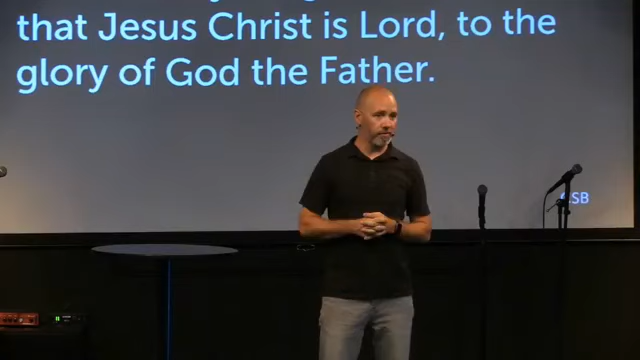 that Jesus Christ is Lord, to the
glory of God the Father.